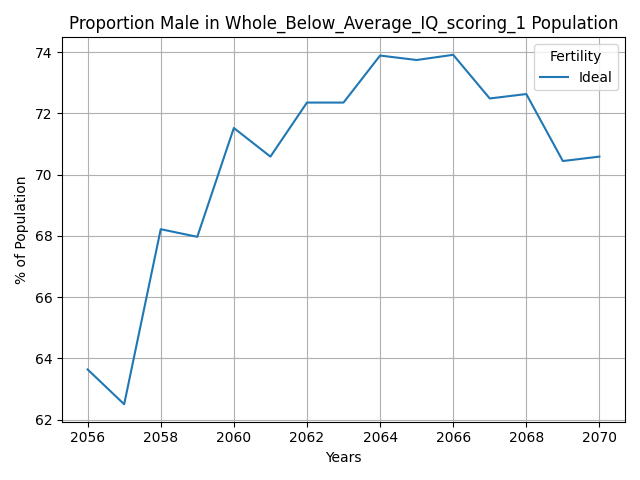 Proportion Male in Whole_Below_Average_IQ_scoring_1 Population
Fertility
Ideal
% of Population
74
72
70
68
66
64
62
2056 2058 2060 2062 2064 2066 2068 2070
Years